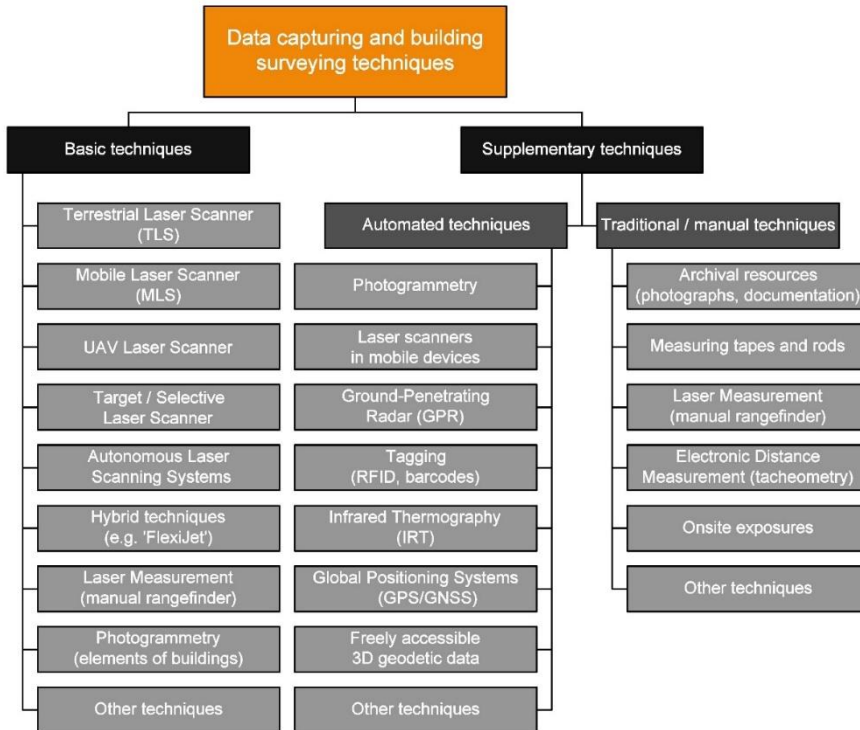 Data capturing and building
surveying techniques
Basic techniques
Supplementary techniques
Terrestrial Laser Scanner
(TLS)
Mobile Laser Scanner
(MLS)
UAV Laser Scanner
Target / Selective
Laser Scanner
Autonomous Laser
Scanning Systems
Hybrid techniques
(e.g. 'FlexiJet')
Laser Measurement
(manual rangefinder)
Photogrammetry
(elements of buildings)
Other techniques
Automated techniques
Photogrammetry
Laser scanners
in mobile devices
Ground-Penetrating
Radar (GPR)
Tagging
(RFID, barcodes)
Infrared Thermography
(IRT)
Global Positioning Systems
(GPS/GNSS)
Freely accessible
3D geodetic data
Other techniques
Traditional / manual techniques
Archival resources
(photographs, documentation)
Measuring tapes and rods
Laser Measurement
(manual rangefinder)
Electronic Distance
Measurement (tacheometry)
Onsite exposures
Other techniques